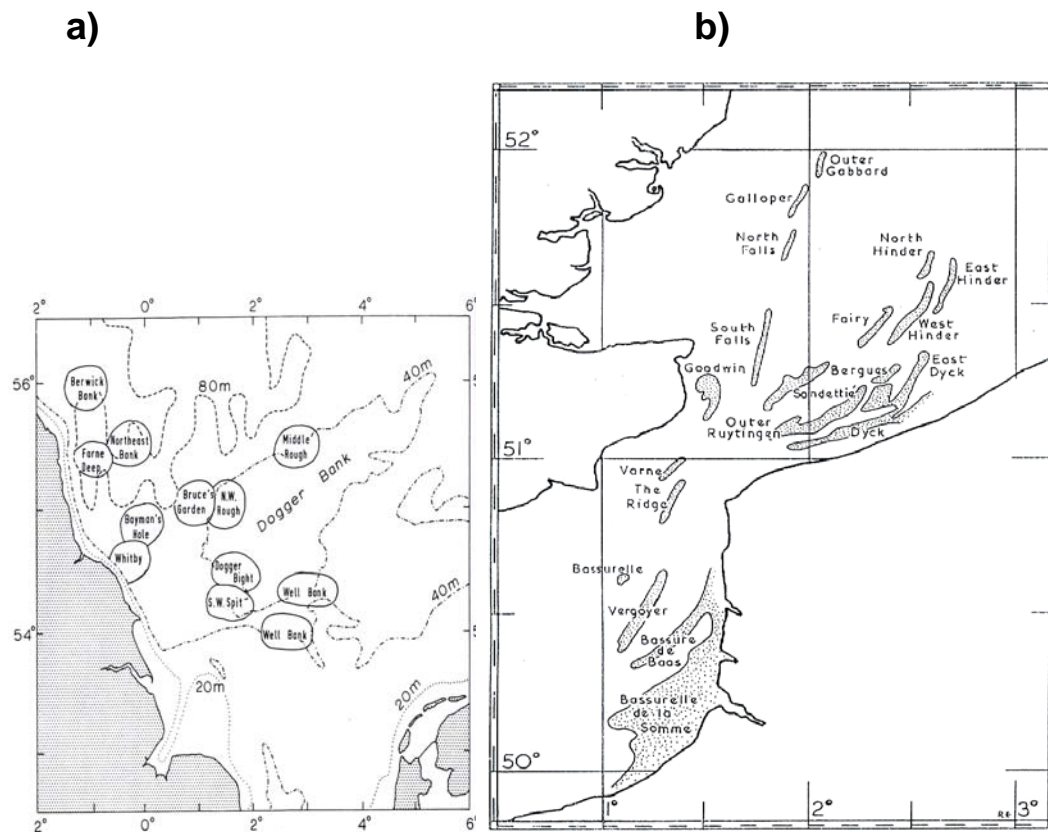 a)
b)
2°
0°
2°
4°
6°
56°
54°
80m
40m
40m
20m
20m
Berwick
Bank
Northeast
Bank
Farne
Deep
Bayman's
Hole
Whitby
Bruce's
Garden
N.W.
Rough
Middle
Rough
Dogger Bank
Dogger
Bight
S.W. Spit
Well Bank
Well Bank
2°
0°
2°
4°
6°
52°
Outer
Gabbard
Galloper
North
Falls
North
Hinder
East
Hinder
Fairy
West
Hinder
South
Falls
Goodwin
Bergues
East
Dyck
Sandettié
Outer
Ruytingen
Dyck
51°
Varne
The
Ridge
Bassurelle
Vergoyer
Bassure
de
Baas
Bassurelle
de la
Somme
50°
1°
2°
3°